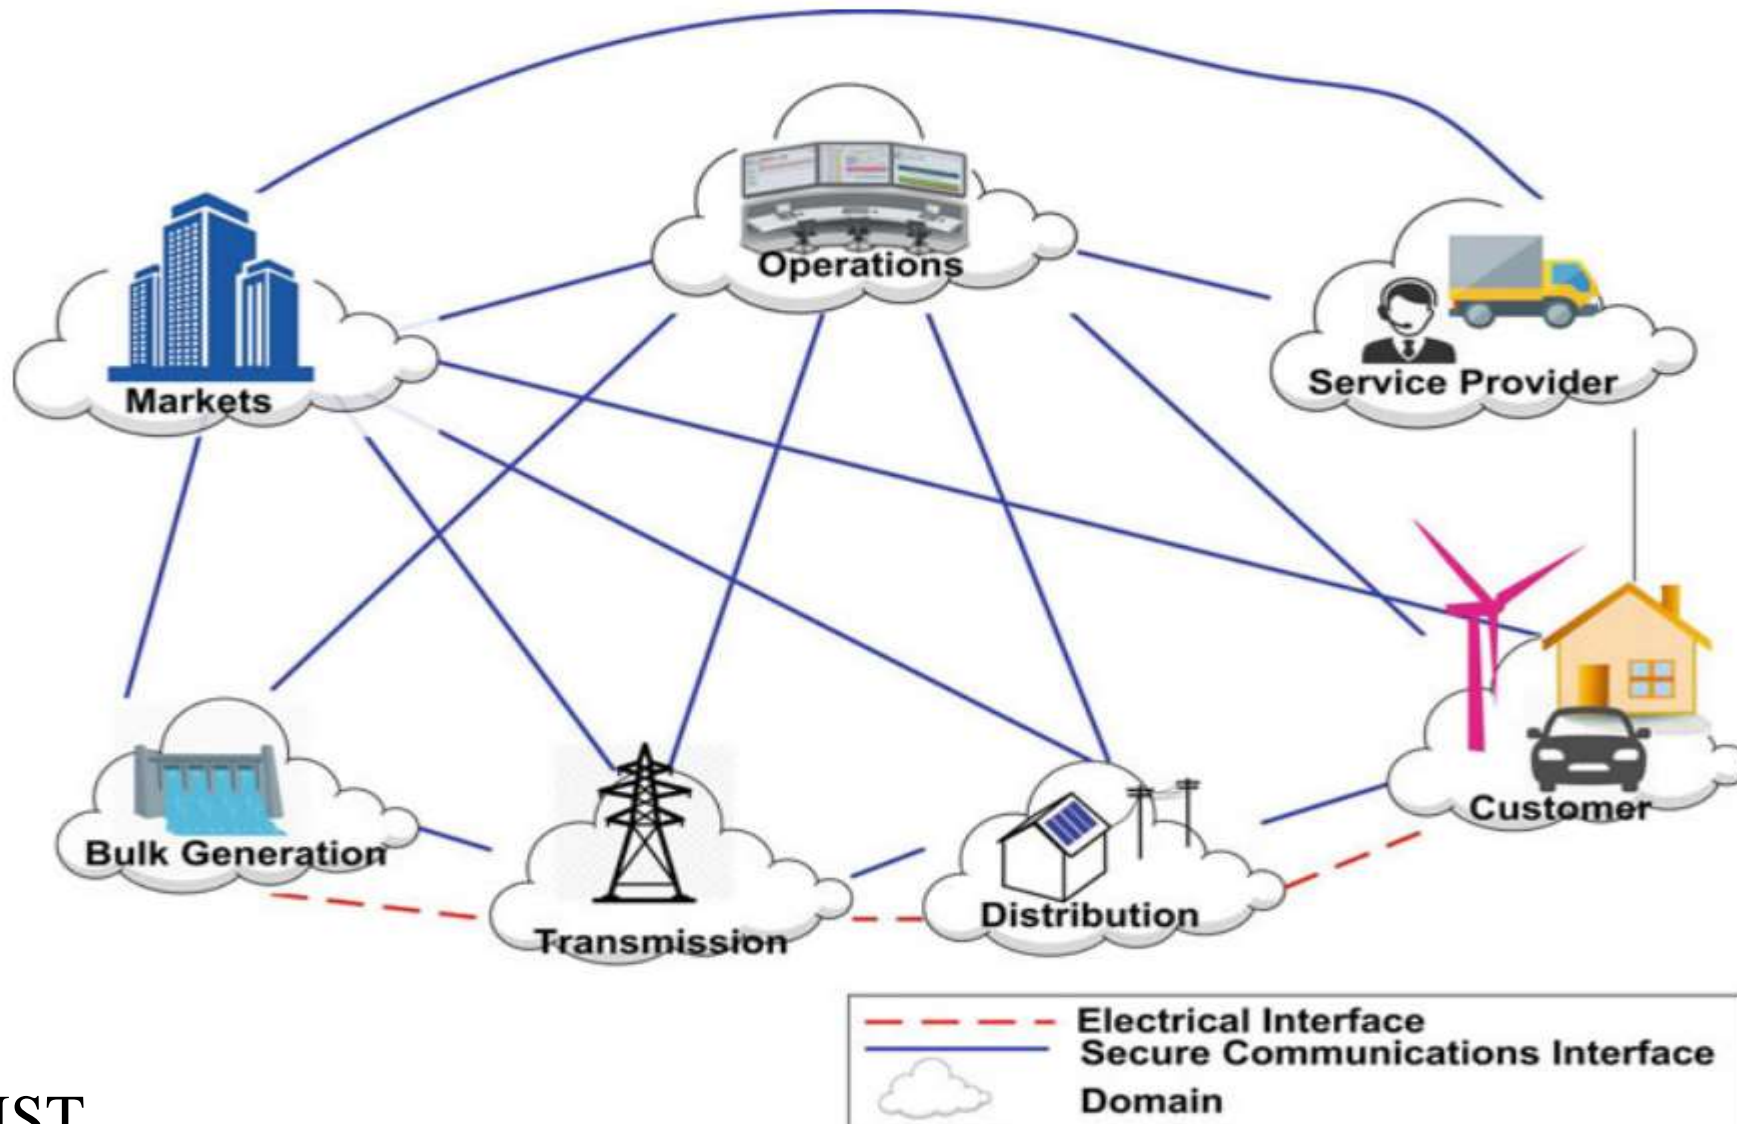 Operations
Markets
Service Provider
Customer
Bulk Generation
Distribution
Transmission
Electrical Interface
Secure Communications Interface
Domain